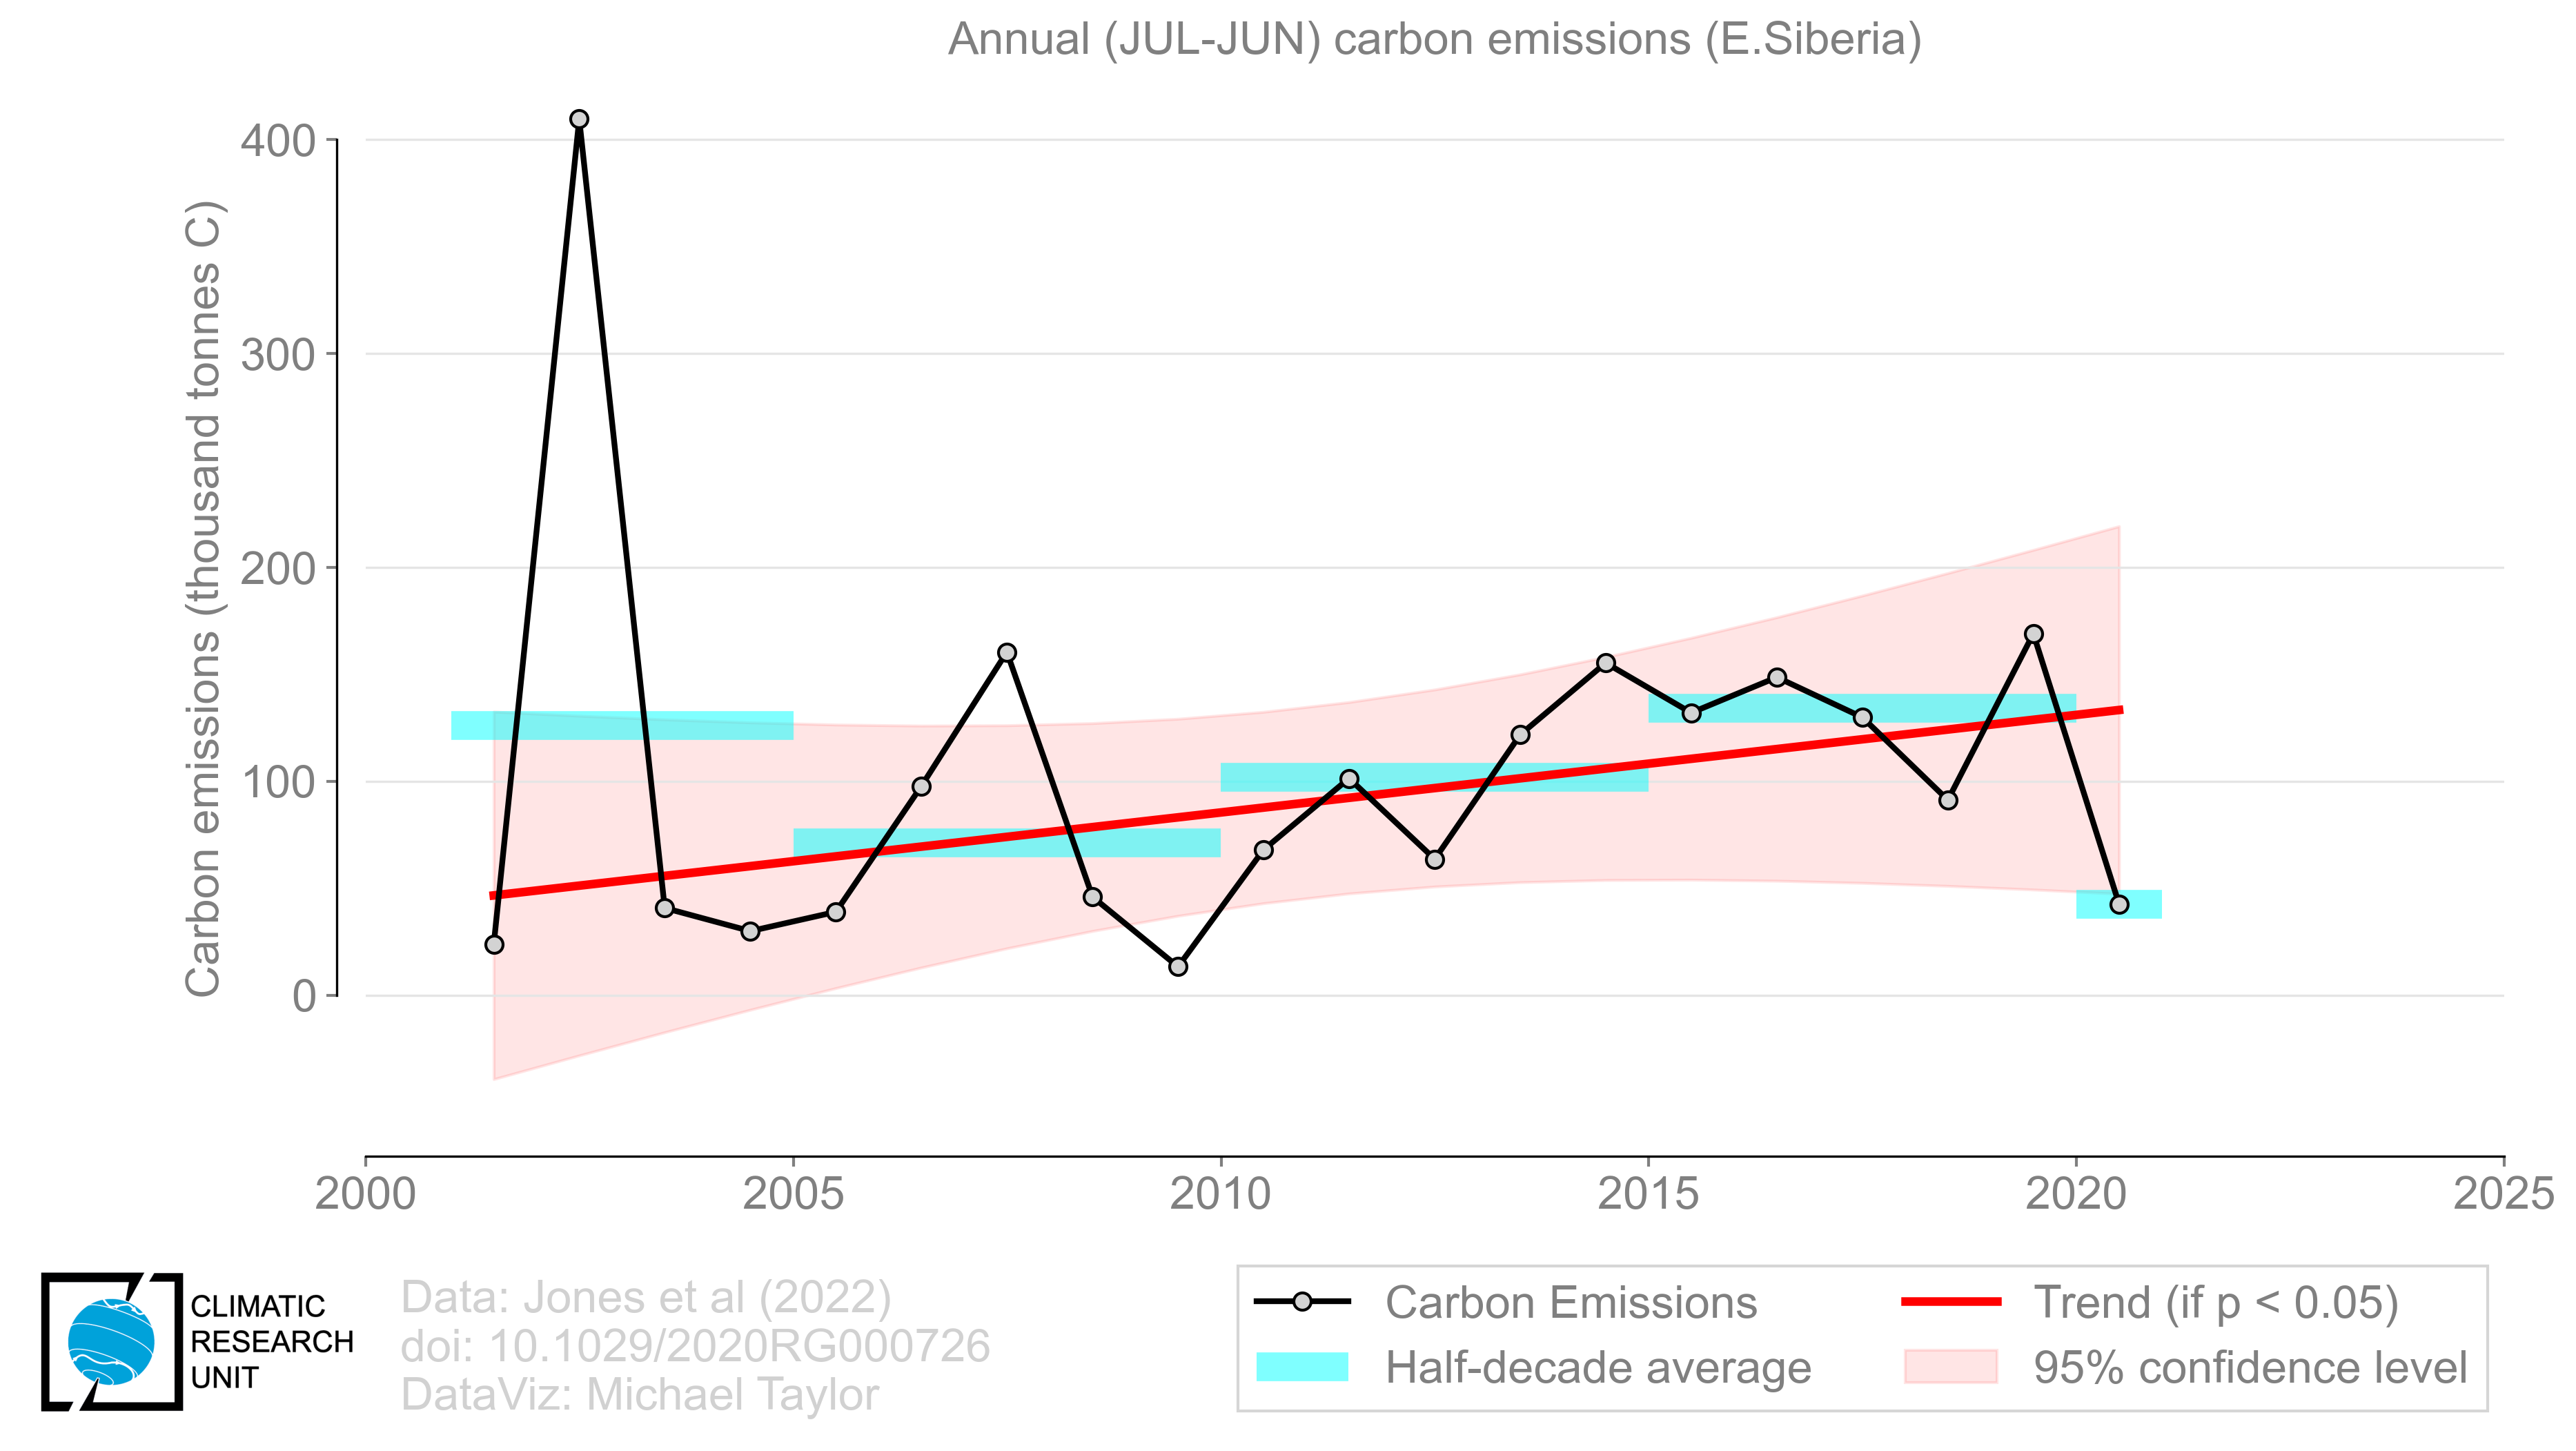 Annual (JUL-JUN) carbon emissions (E.Siberia)
Carbon emissions (thousand tonnes C)
400
300
200
100
0
2000
2005
2010
2015
2020
2025
CLIMATIC
RESEARCH
UNIT
Data: Jones et al (2022)
doi: 10.1029/2020RG000726
DataViz: Michael Taylor
Carbon Emissions
Half-decade average
Trend (if p < 0.05)
95% confidence level